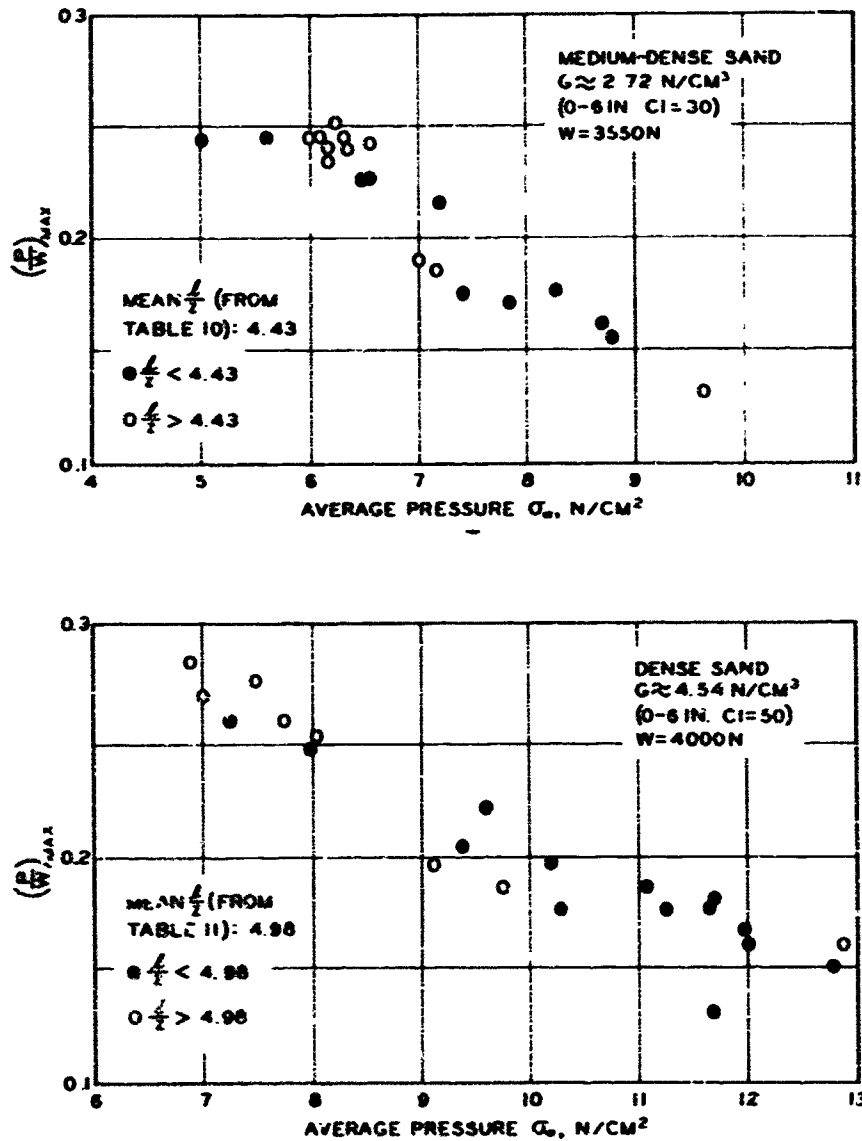 0.3
MEDIUM-DENSE SAND
G≈2.72 N/CM³
(0-6 IN. CI=30)
W=3550N
(P/W)MAX
0.2
MEAN ℓ/z (FROM
TABLE 10): 4.43
● ℓ/z < 4.43
O ℓ/z > 4.43
0.1
4 5 6 7 8 9 10 11
AVERAGE PRESSURE σₐ, N/CM²
0.3
DENSE SAND
G≈4.54 N/CM³
(0-6 IN. CI=50)
W=4000N
(P/W)MAX
0.2
MEAN ℓ/z (FROM
TABLE 11): 4.98
● ℓ/z < 4.98
O ℓ/z > 4.98
0.1
6 7 8 9 10 11 12 13
AVERAGE PRESSURE σₐ, N/CM²